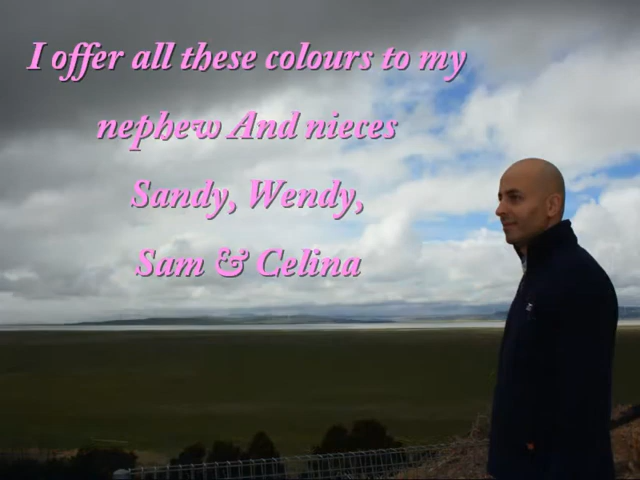 I offer all these colours to my
nephew And nieces
Sandy, Wendy,
Sam & Celina